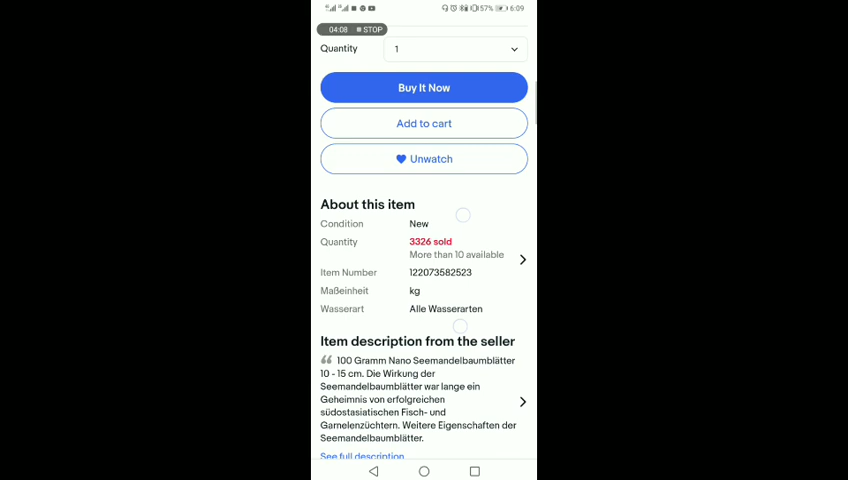 57% 6:09
04:08 STOP
Quantity 1
Buy It Now
Add to cart
Unwatch
About this item
Condition New
Quantity 3326 sold
More than 10 available
Item Number 122073582523
Maßeinheit kg
Wasserart Alle Wasserarten
Item description from the seller
“ 100 Gramm Nano Seemandelbaumblätter
10 - 15 cm. Die Wirkung der
Seemandelbaumblätter war lange ein
Geheimnis von erfolgreichen
südostasiatischen Fisch- und
Garnelenzüchtern. Weitere Eigenschaften der
Seemandelbaumblätter.
See full description